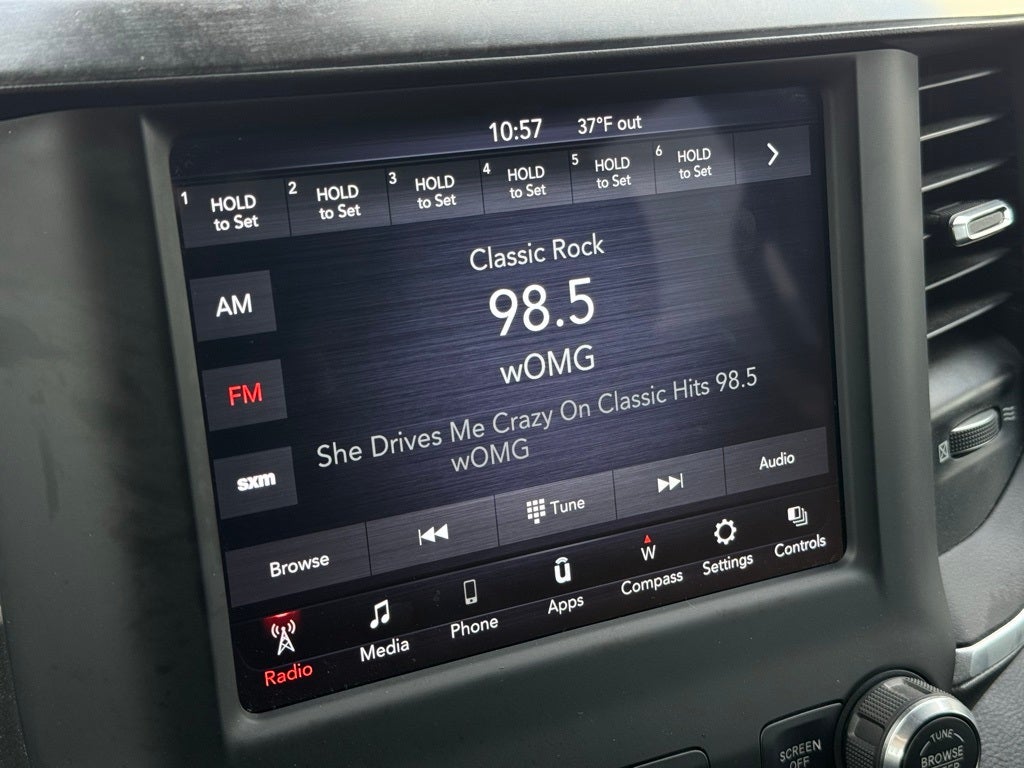 10:57 37°F out
1 HOLD to Set
2 HOLD to Set
3 HOLD to Set
4 HOLD to Set
5 HOLD to Set
6 HOLD to Set
Classic Rock
AM
98.5
wOMG
FM
She Drives Me Crazy On Classic Hits 98.5
wOMG
sxm
Browse
Tune
Audio
Radio
Media
Phone
Apps
W
Compass
Settings
Controls
SCREEN
OFF
TUNE
BROWSE